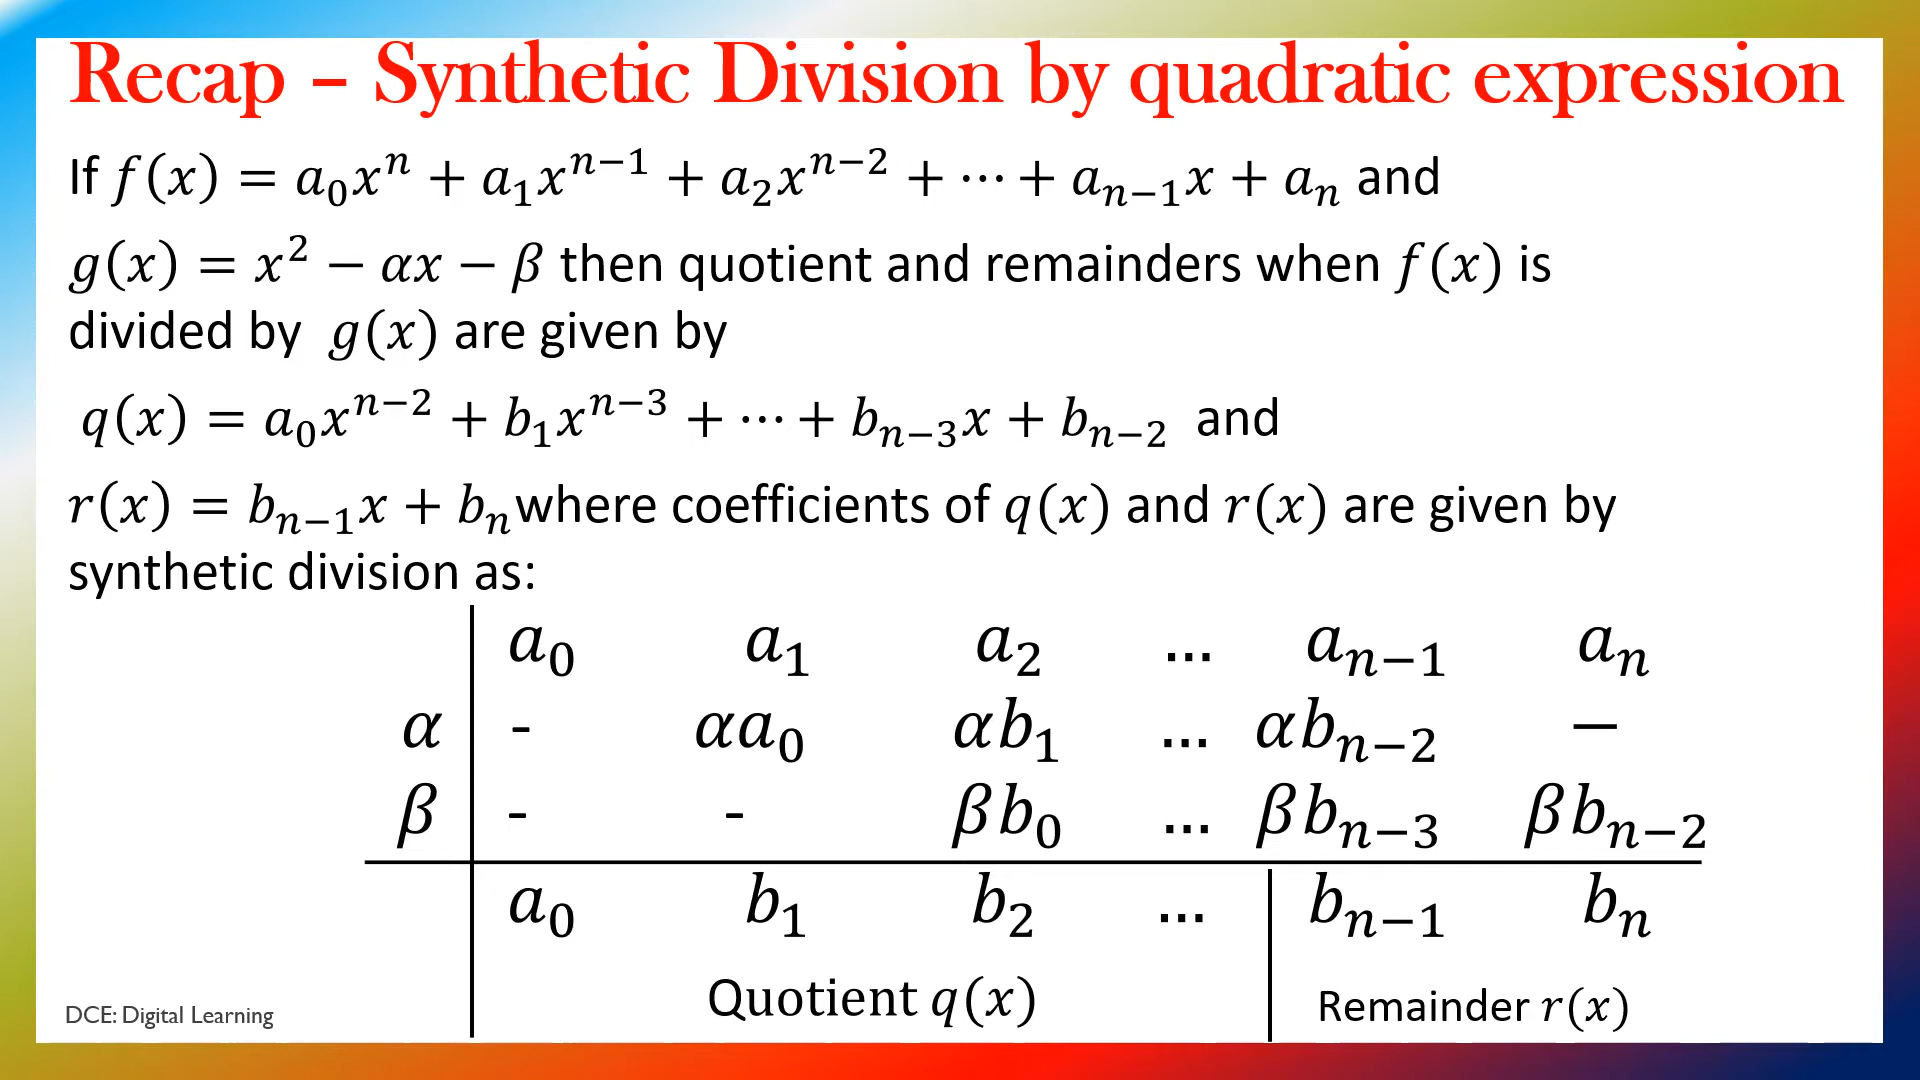 Recap – Synthetic Division by quadratic expression
If f(x) = a₀xⁿ + a₁xⁿ⁻¹ + a₂xⁿ⁻² + ⋯ + aₙ₋₁x + aₙ and
g(x) = x² − αx − β then quotient and remainders when f(x) is
divided by g(x) are given by
q(x) = a₀xⁿ⁻² + b₁xⁿ⁻³ + ⋯ + bₙ₋₃x + bₙ₋₂ and
r(x) = bₙ₋₁x + bₙ where coefficients of q(x) and r(x) are given by
synthetic division as:
a₀ a₁ a₂ ... aₙ₋₁ aₙ
α - αa₀ αb₁ ... αbₙ₋₂ −
β - - βb₀ ... βbₙ₋₃ βbₙ₋₂
a₀ b₁ b₂ ... bₙ₋₁ bₙ
Quotient q(x) Remainder r(x)
DCE: Digital Learning